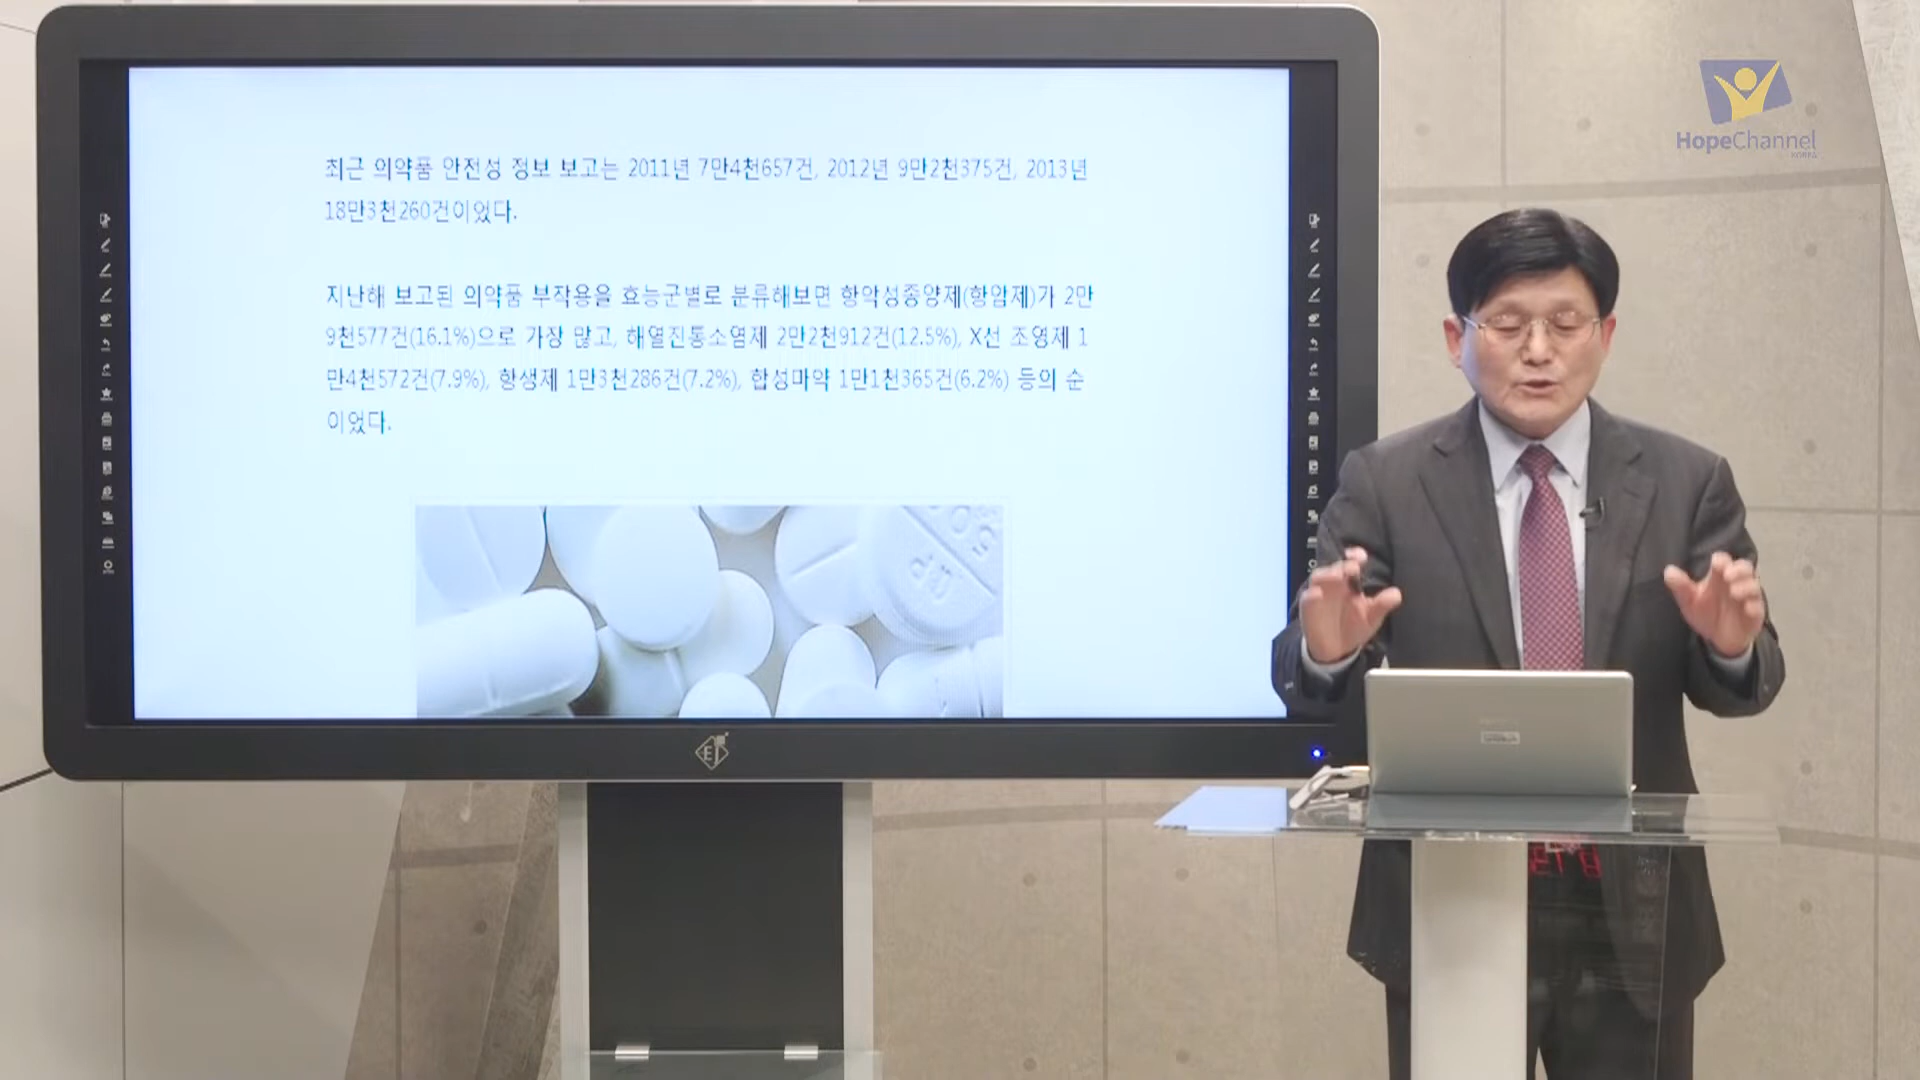 최근 의약품 안전성 정보 보고는 2011년 7만4천657건, 2012년 9만2천375건, 2013년
18만3천260건이었다.
지난해 보고된 의약품 부작용을 효능군별로 분류해보면 항악성종양제(항암제)가 2만
9천577건(16.1%)으로 가장 많고, 해열진통소염제 2만2천912건(12.5%), X선 조영제 1
만4천572건(7.9%), 항생제 1만3천286건(7.2%), 합성마약 1만1천365건(6.2%) 등의 순
이었다.
HopeChannel
KOREA
500
EJ